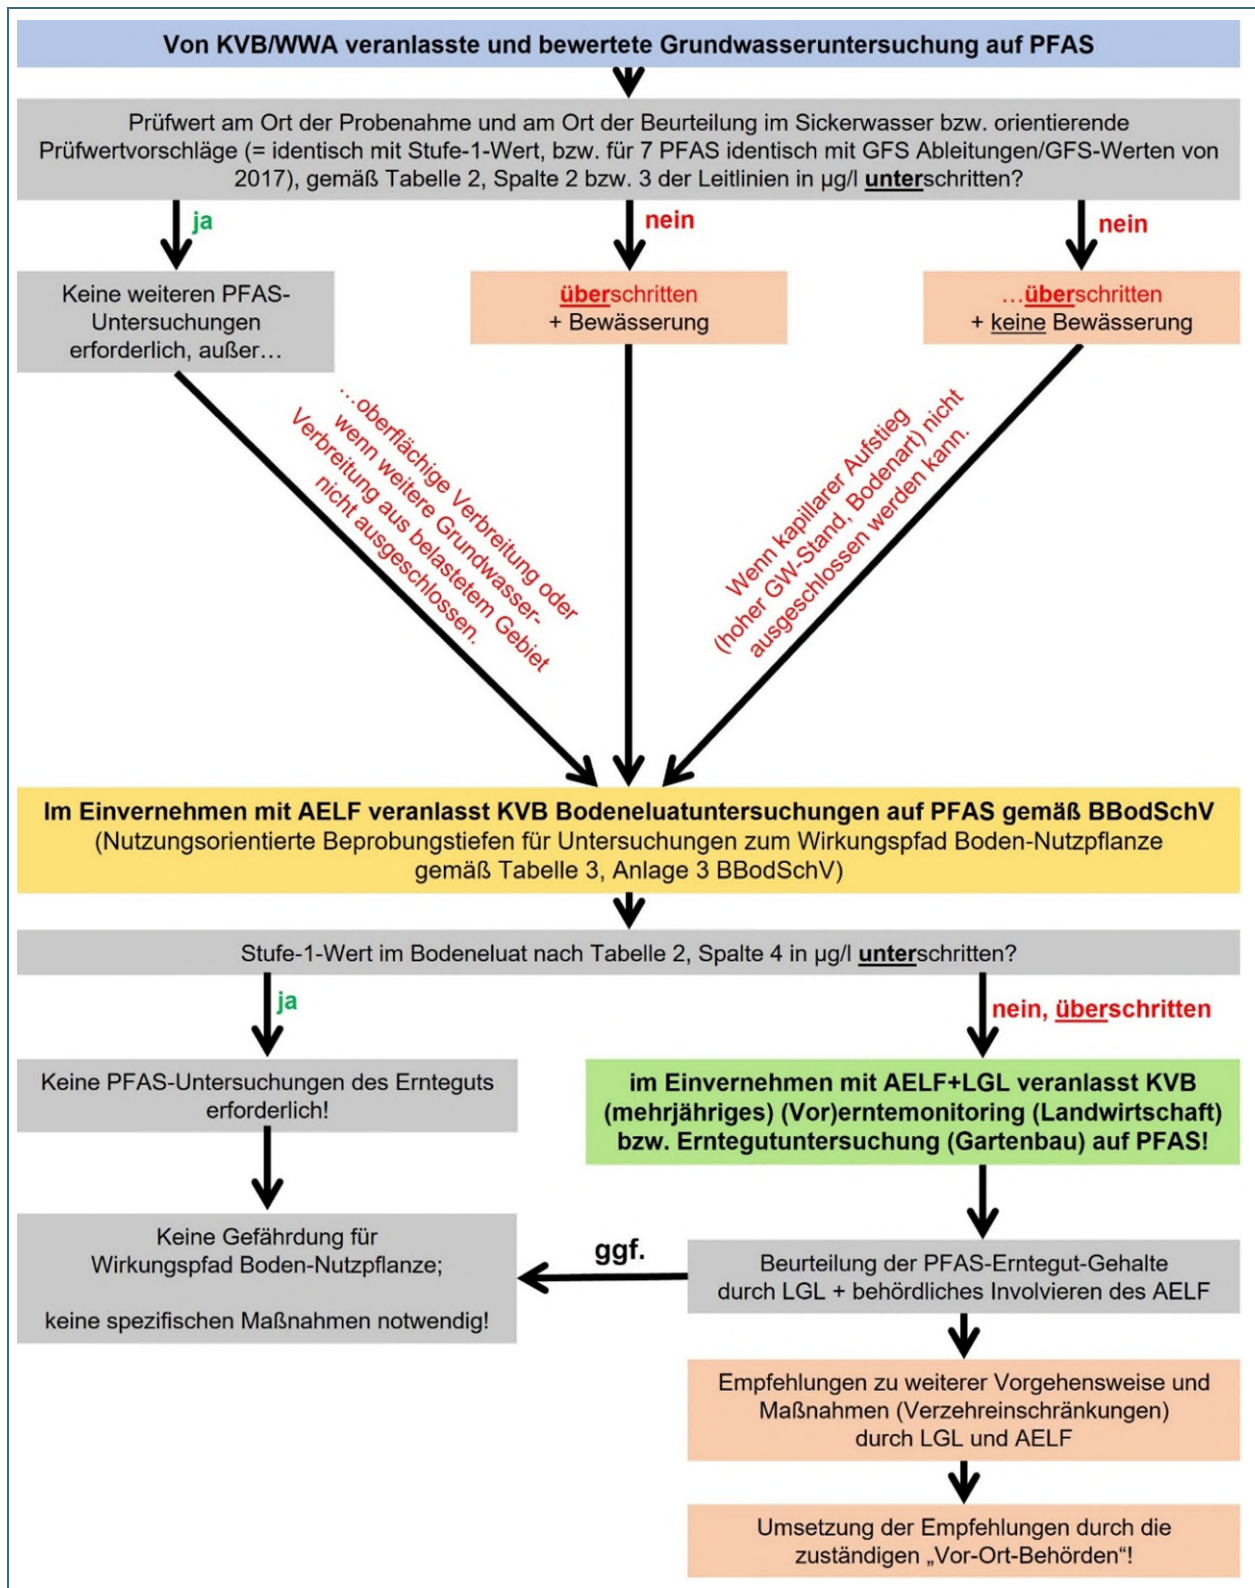 Von KVB/WWA veranlasste und bewertete Grundwasseruntersuchung auf PFAS
Prüfwert am Ort der Probenahme und am Ort der Beurteilung im Sickerwasser bzw. orientierende
Prüfwertvorschläge (= identisch mit Stufe-1-Wert, bzw. für 7 PFAS identisch mit GFS Ableitungen/GFS-Werten von
2017), gemäß Tabelle 2, Spalte 2 bzw. 3 der Leitlinien in µg/l unterschritten?
ja
nein
nein
Keine weiteren PFAS-
Untersuchungen
erforderlich, außer…
überschritten
+ Bewässerung
…überschritten
+ keine Bewässerung
…oberflächige Verbreitung oder
wenn weitere Grundwasser-
Verbreitung aus belastetem Gebiet
nicht ausgeschlossen.
Wenn kapillarer Aufstieg
(hoher GW-Stand, Bodenart) nicht
ausgeschlossen werden kann.
Im Einvernehmen mit AELF veranlasst KVB Bodeneluatuntersuchungen auf PFAS gemäß BBodSchV
(Nutzungsorientierte Beprobungstiefen für Untersuchungen zum Wirkungspfad Boden-Nutzpflanze
gemäß Tabelle 3, Anlage 3 BBodSchV)
Stufe-1-Wert im Bodeneluat nach Tabelle 2, Spalte 4 in µg/l unterschritten?
ja
nein, überschritten
Keine PFAS-Untersuchungen des Ernteguts
erforderlich!
im Einvernehmen mit AELF+LGL veranlasst KVB
(mehrjähriges) (Vor)erntemonitoring (Landwirtschaft)
bzw. Erntegutuntersuchung (Gartenbau) auf PFAS!
Keine Gefährdung für
Wirkungspfad Boden-Nutzpflanze;
keine spezifischen Maßnahmen notwendig!
ggf.
Beurteilung der PFAS-Erntegut-Gehalte
durch LGL + behördliches Involvieren des AELF
Empfehlungen zu weiterer Vorgehensweise und
Maßnahmen (Verzehreinschränkungen)
durch LGL und AELF
Umsetzung der Empfehlungen durch die
zuständigen „Vor-Ort-Behörden“!